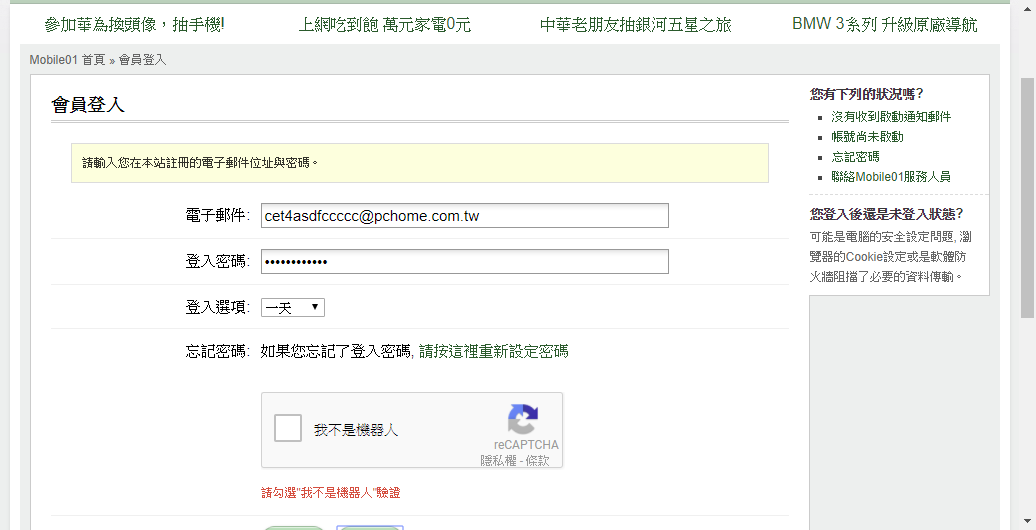 參加華為換頭像，抽手機!
上網吃到飽 萬元家電0元
中華老朋友抽銀河五星之旅
BMW 3系列 升級原廠導航
Mobile01 首頁 » 會員登入
會員登入
請輸入您在本站註冊的電子郵件位址與密碼。
電子郵件: cet4asdfccccc@pchome.com.tw
登入密碼: ••••••••••••
登入選項: 一天
忘記密碼: 如果您忘記了登入密碼, 請按這裡重新設定密碼
我不是機器人
reCAPTCHA
隱私權 - 條款
請勾選"我不是機器人"驗證
您有下列的狀況嗎?
沒有收到啟動通知郵件
帳號尚未啟動
忘記密碼
聯絡Mobile01服務人員
您登入後還是未登入狀態?
可能是電腦的安全設定問題, 瀏
覽器的Cookie設定或是軟體防
火牆阻擋了必要的資料傳輸。